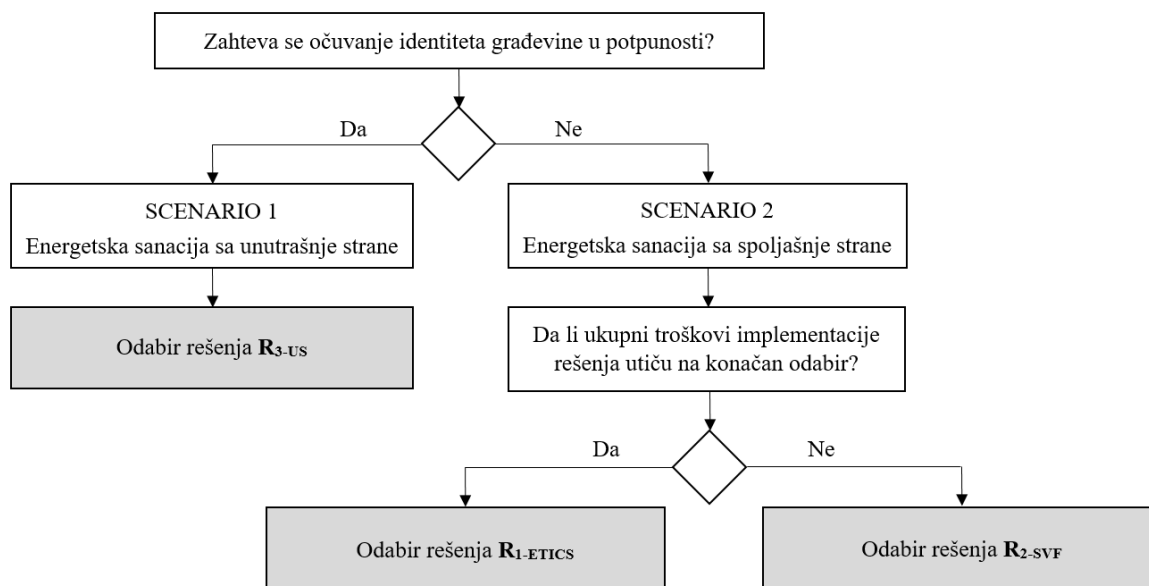 Zahteva se očuvanje identiteta građevine u potpunosti?
Da
Ne
SCENARIO 1
Energetska sanacija sa unutrašnje strane
SCENARIO 2
Energetska sanacija sa spoljašnje strane
Odabir rešenja R3-US
Da li ukupni troškovi implementacije
rešenja utiču na konačan odabir?
Da
Ne
Odabir rešenja R1-ETICS
Odabir rešenja R2-SVF